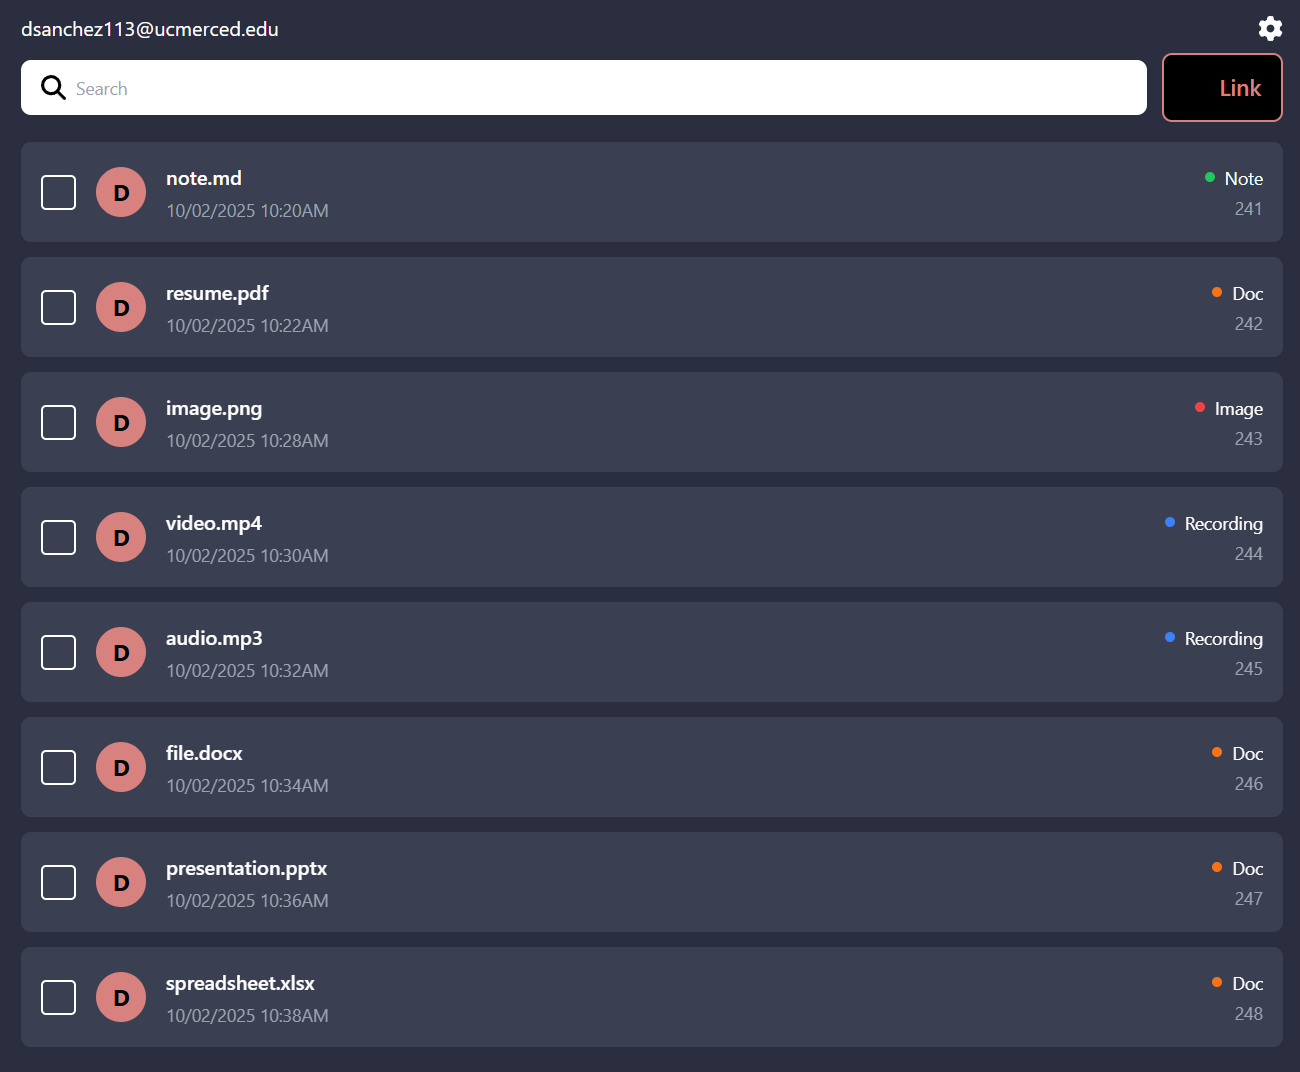 dsanchez113@ucmerced.edu
Search
Link
D
note.md
Note
10/02/2025 10:20AM
241
D
resume.pdf
Doc
10/02/2025 10:22AM
242
D
image.png
Image
10/02/2025 10:28AM
243
D
video.mp4
Recording
10/02/2025 10:30AM
244
D
audio.mp3
Recording
10/02/2025 10:32AM
245
D
file.docx
Doc
10/02/2025 10:34AM
246
D
presentation.pptx
Doc
10/02/2025 10:36AM
247
D
spreadsheet.xlsx
Doc
10/02/2025 10:38AM
248